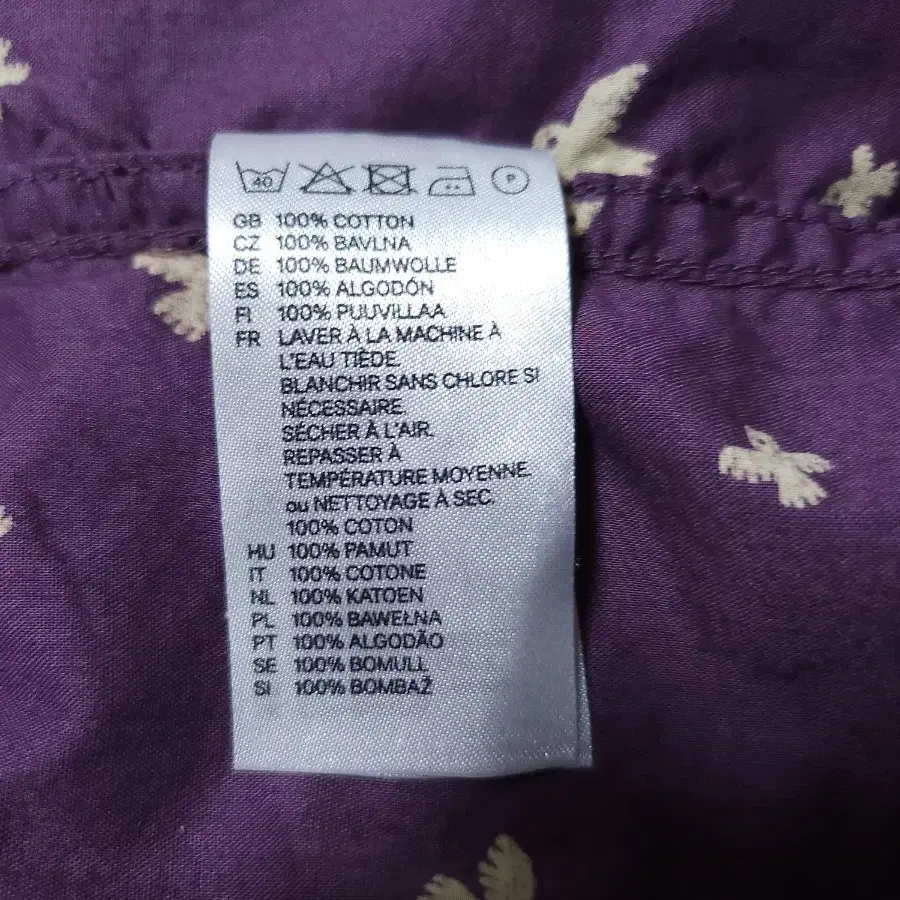 40 P
GB 100% COTTON
CZ 100% BAVLNA
DE 100% BAUMWOLLE
ES 100% ALGODÓN
FI 100% PUUVILLAA
FR LAVER À LA MACHINE À
L'EAU TIÈDE.
BLANCHIR SANS CHLORE SI
NÉCESSAIRE.
SÉCHER À L'AIR.
REPASSER À
TEMPÉRATURE MOYENNE.
ou NETTOYAGE À SEC.
100% COTON
HU 100% PAMUT
IT 100% COTONE
NL 100% KATOEN
PL 100% BAWEŁNA
PT 100% ALGODÃO
SE 100% BOMULL
SI 100% BOMBAŽ